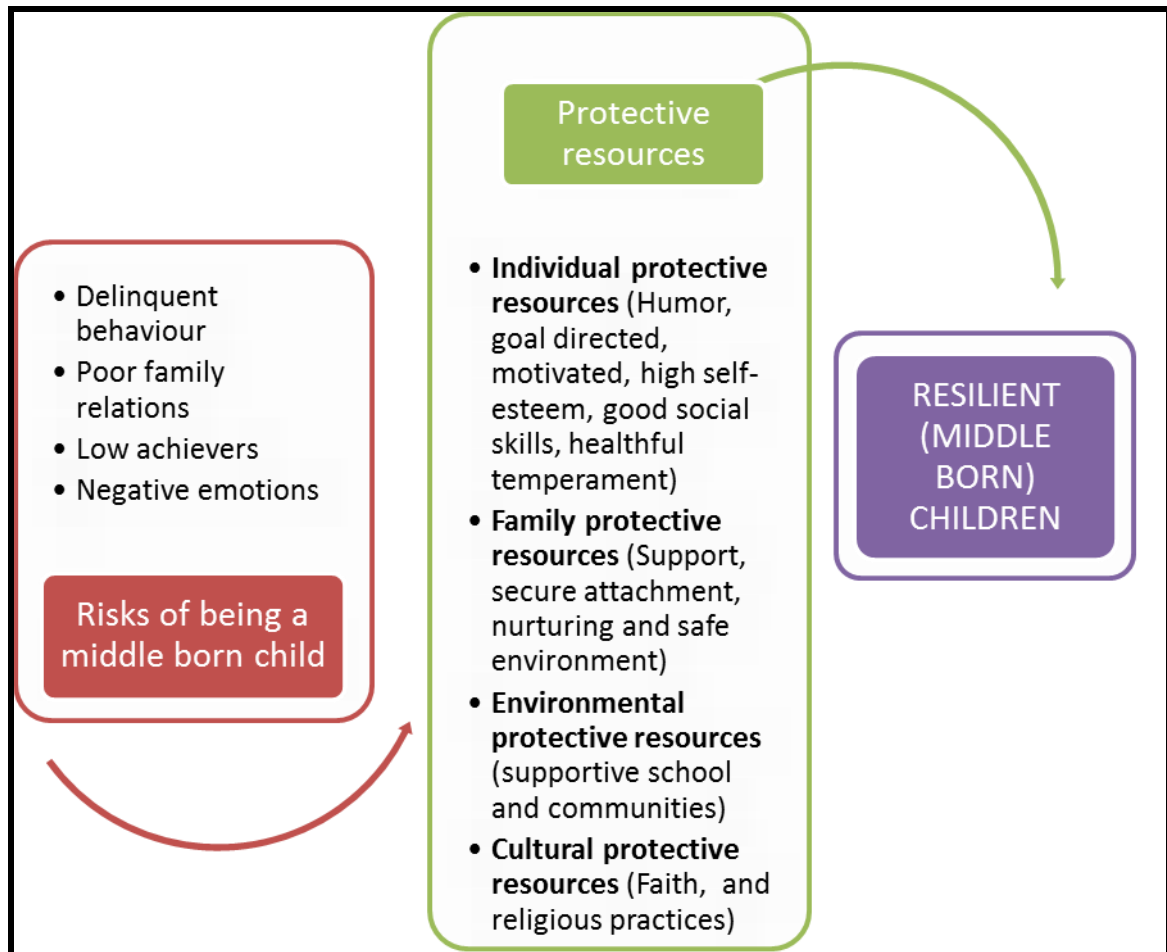 • Delinquent
behaviour
• Poor family
relations
• Low achievers
• Negative emotions
Risks of being a
middle born child
Protective
resources
• Individual protective
resources (Humor,
goal directed,
motivated, high self-
esteem, good social
skills, healthful
temperament)
• Family protective
resources (Support,
secure attachment,
nurturing and safe
environment)
• Environmental
protective resources
(supportive school
and communities)
• Cultural protective
resources (Faith, and
religious practices)
RESILIENT
(MIDDLE
BORN)
CHILDREN